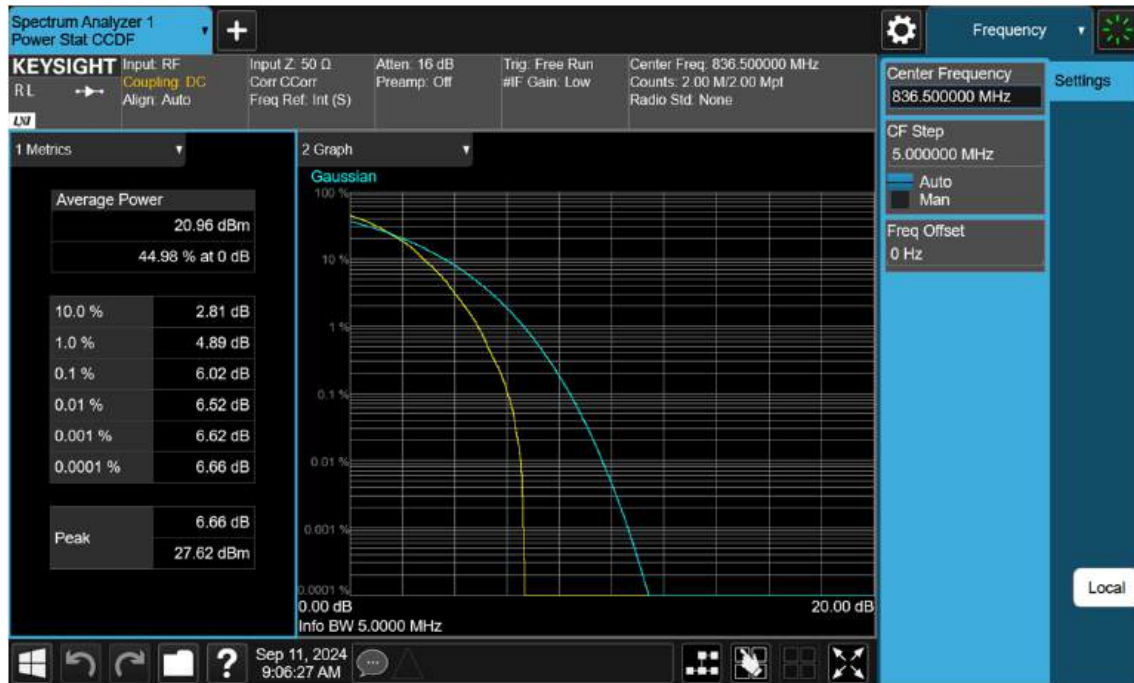 Spectrum Analyzer 1
Power Stat CCDF
+
Frequency
KEYSIGHT
RL
LXI
Input: RF
Coupling: DC
Align: Auto
Input Z: 50 Ω
Corr CCorr
Freq Ref: Int (S)
Atten: 16 dB
Preamp: Off
Trig: Free Run
#IF Gain: Low
Center Freq: 836.500000 MHz
Counts: 2.00 M/2.00 Mpt
Radio Std: None
Center Frequency
836.500000 MHz
Settings
CF Step
5.000000 MHz
Auto
Man
Freq Offset
0 Hz
1 Metrics
Average Power
20.96 dBm
44.98 % at 0 dB
10.0 % 2.81 dB
1.0 % 4.89 dB
0.1 % 6.02 dB
0.01 % 6.52 dB
0.001 % 6.62 dB
0.0001 % 6.66 dB
Peak 6.66 dB
27.62 dBm
2 Graph
Gaussian
100 %
10 %
1 %
0.1 %
0.01 %
0.001 %
0.0001 %
0.00 dB 20.00 dB
Info BW 5.0000 MHz
Local
?
Sep 11, 2024
9:06:27 AM